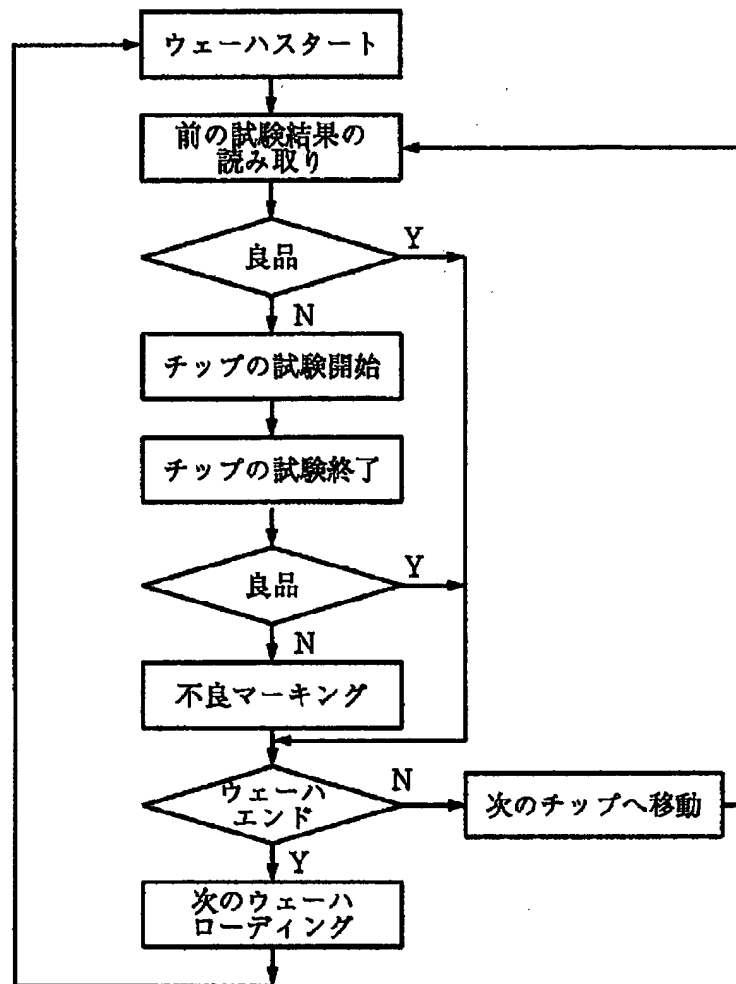 ウェーハスタート
前の試験結果の
読み取り
良品
Y
N
チップの試験開始
チップの試験終了
良品
Y
N
不良マーキング
ウェーハ
エンド
N
次のチップへ移動
Y
次のウェーハ
ローディング